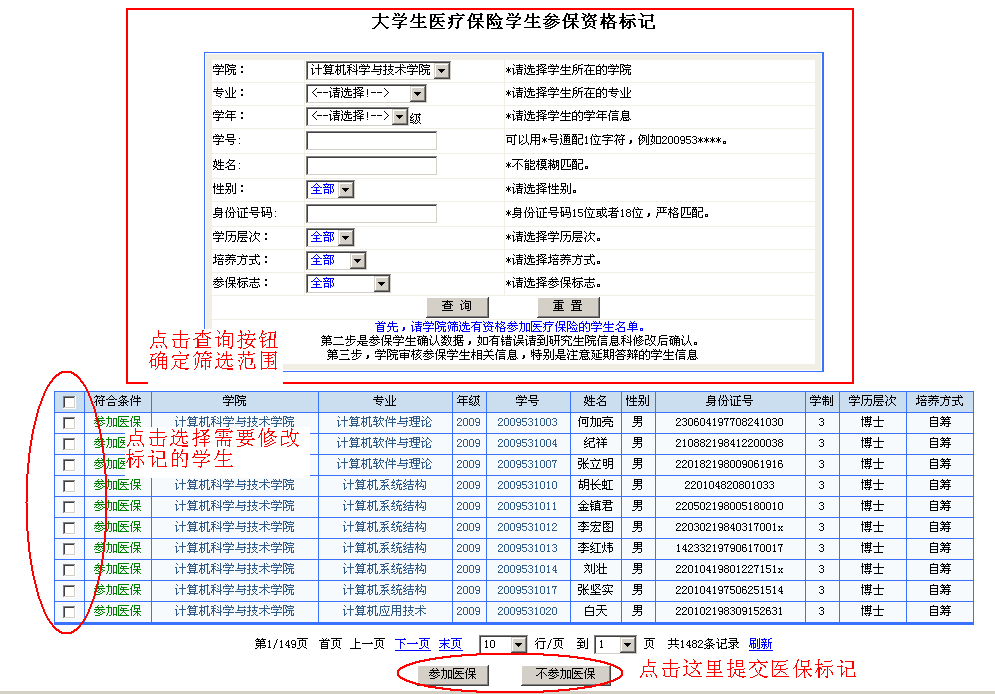 大学生医疗保险学生参保资格标记
学院： 计算机科学与技术学院 *请选择学生所在的学院
专业： <--请选择!--> *请选择学生所在的专业
学年： <--请选择!--> 级 *请选择学生的学年信息
学号: 可以用*号通配1位字符，例如200953****。
姓名: *不能模糊匹配。
性别： 全部 *请选择性别。
身份证号码: *身份证号码15位或者18位，严格匹配。
学历层次： 全部 *请选择学历层次。
培养方式： 全部 *请选择培养方式。
参保标志： 全部 *请选择参保标志。
查 询 重 置
首先，请学院筛选有资格参加医疗保险的学生名单。
第二步是参保学生确认数据，如有错误请到研究生院信息科修改后确认。
第三步，学院审核参保学生相关信息，特别是注意延期答辩的学生信息
点击查询按钮
确定筛选范围
符合条件 学院 专业 年级 学号 姓名 性别 身份证号 学制 学历层次 培养方式
参加医保 计算机科学与技术学院 计算机软件与理论 2009 2009531003 何加亮 男 230604197708241030 3 博士 自筹
参加 计算机软件与理论 2009 2009531004 纪祥 男 210882198412200038 3 博士 自筹
参加 计算机软件与理论 2009 2009531007 张立明 男 220182198009061916 3 博士 自筹
点击选择需要修改
标记的学生
参加医保 计算机科学与技术学院 计算机系统结构 2009 2009531010 胡长虹 男 220104820801033 3 博士 自筹
参加医保 计算机科学与技术学院 计算机系统结构 2009 2009531011 金镇君 男 220502198005180010 3 博士 自筹
参加医保 计算机科学与技术学院 计算机系统结构 2009 2009531012 李宏图 男 22030219840317001x 3 博士 自筹
参加医保 计算机科学与技术学院 计算机系统结构 2009 2009531013 李红炜 男 142332197906170017 3 博士 自筹
参加医保 计算机科学与技术学院 计算机系统结构 2009 2009531014 刘壮 男 22010419801227151x 3 博士 自筹
参加医保 计算机科学与技术学院 计算机系统结构 2009 2009531017 张坚实 男 220104197506251514 3 博士 自筹
参加医保 计算机科学与技术学院 计算机应用技术 2009 2009531020 白天 男 220102198309152631 3 博士 自筹
第1/149页 首页 上一页 下一页 末页 10 行/页 到 1 页 共1482条记录 刷新
参加医保 不参加医保 点击这里提交医保标记